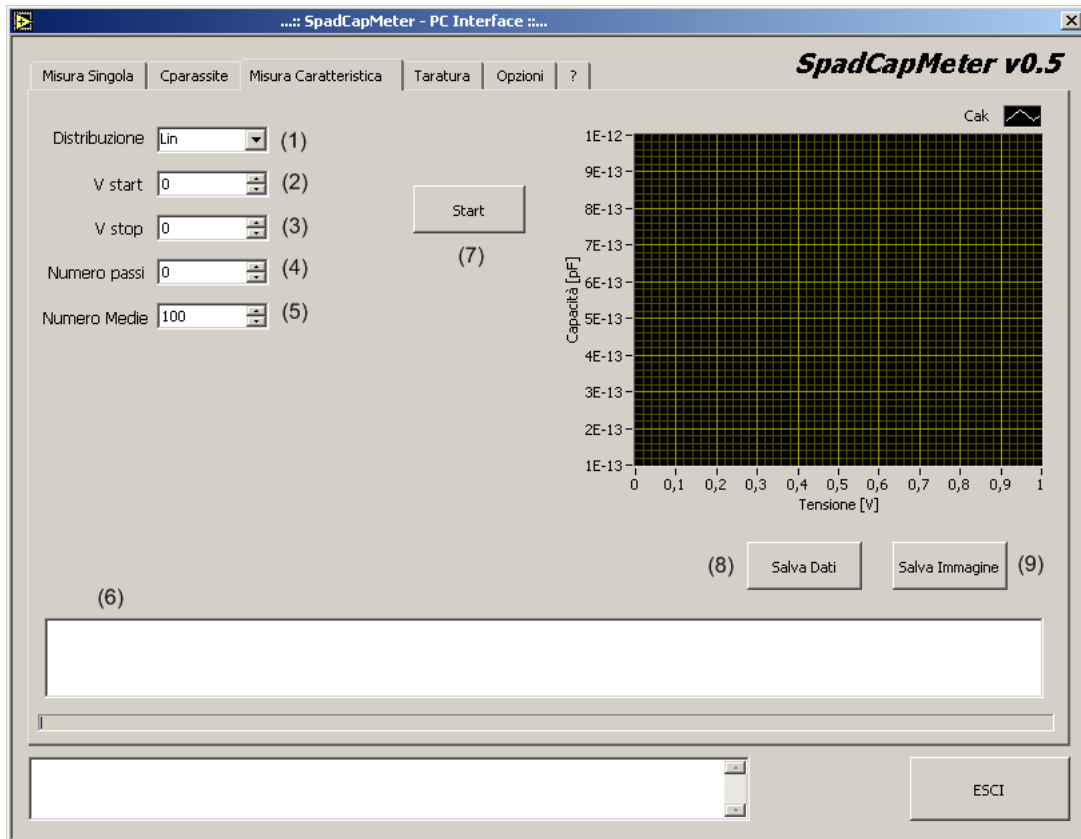 ...:: SpadCapMeter - PC Interface ::...
SpadCapMeter v0.5
Misura Singola
Cparassite
Misura Caratteristica
Taratura
Opzioni
?
Distribuzione Lin (1)
V start 0 (2)
V stop 0 (3)
Numero passi 0 (4)
Numero Medie 100 (5)
Start
(7)
Cak
Capacità [pF]
1E-12
9E-13
8E-13
7E-13
6E-13
5E-13
4E-13
3E-13
2E-13
1E-13
0 0,1 0,2 0,3 0,4 0,5 0,6 0,7 0,8 0,9 1
Tensione [V]
(8) Salva Dati Salva Immagine (9)
(6)
ESCI